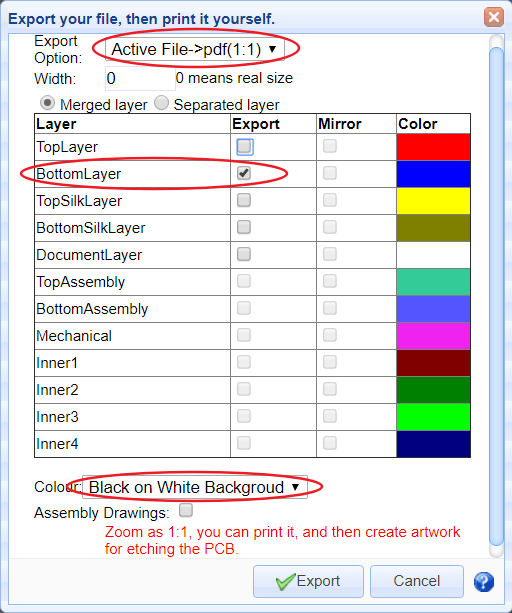 Export your file, then print it yourself.
Export Option: Active File->pdf(1:1)
Width: 0 0 means real size
Merged layer Separated layer
Layer Export Mirror Color
TopLayer
BottomLayer
TopSilkLayer
BottomSilkLayer
DocumentLayer
TopAssembly
BottomAssembly
Mechanical
Inner1
Inner2
Inner3
Inner4
Colour: Black on White Backgroud
Assembly Drawings:
Zoom as 1:1, you can print it, and then create artwork
for etching the PCB.
Export Cancel ?